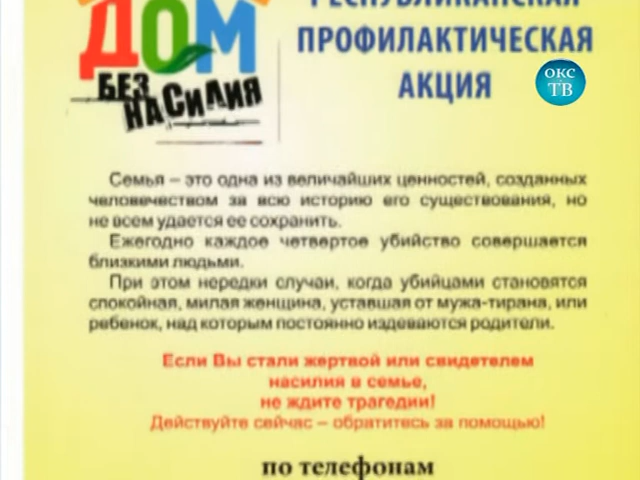 ДОМ
БЕЗ
НАСИЛИЯ
РЕСПУБЛИКАНСКАЯ
ПРОФИЛАКТИЧЕСКАЯ
АКЦИЯ
ОКС
ТВ
Семья – это одна из величайших ценностей, созданных
человечеством за всю историю его существования, но
не всем удается ее сохранить.
Ежегодно каждое четвертое убийство совершается
близкими людьми.
При этом нередки случаи, когда убийцами становятся
спокойная, милая женщина, уставшая от мужа-тирана, или
ребенок, над которым постоянно издеваются родители.
Если Вы стали жертвой или свидетелем
насилия в семье,
не ждите трагедии!
Действуйте сейчас – обратитесь за помощью!
по телефонам